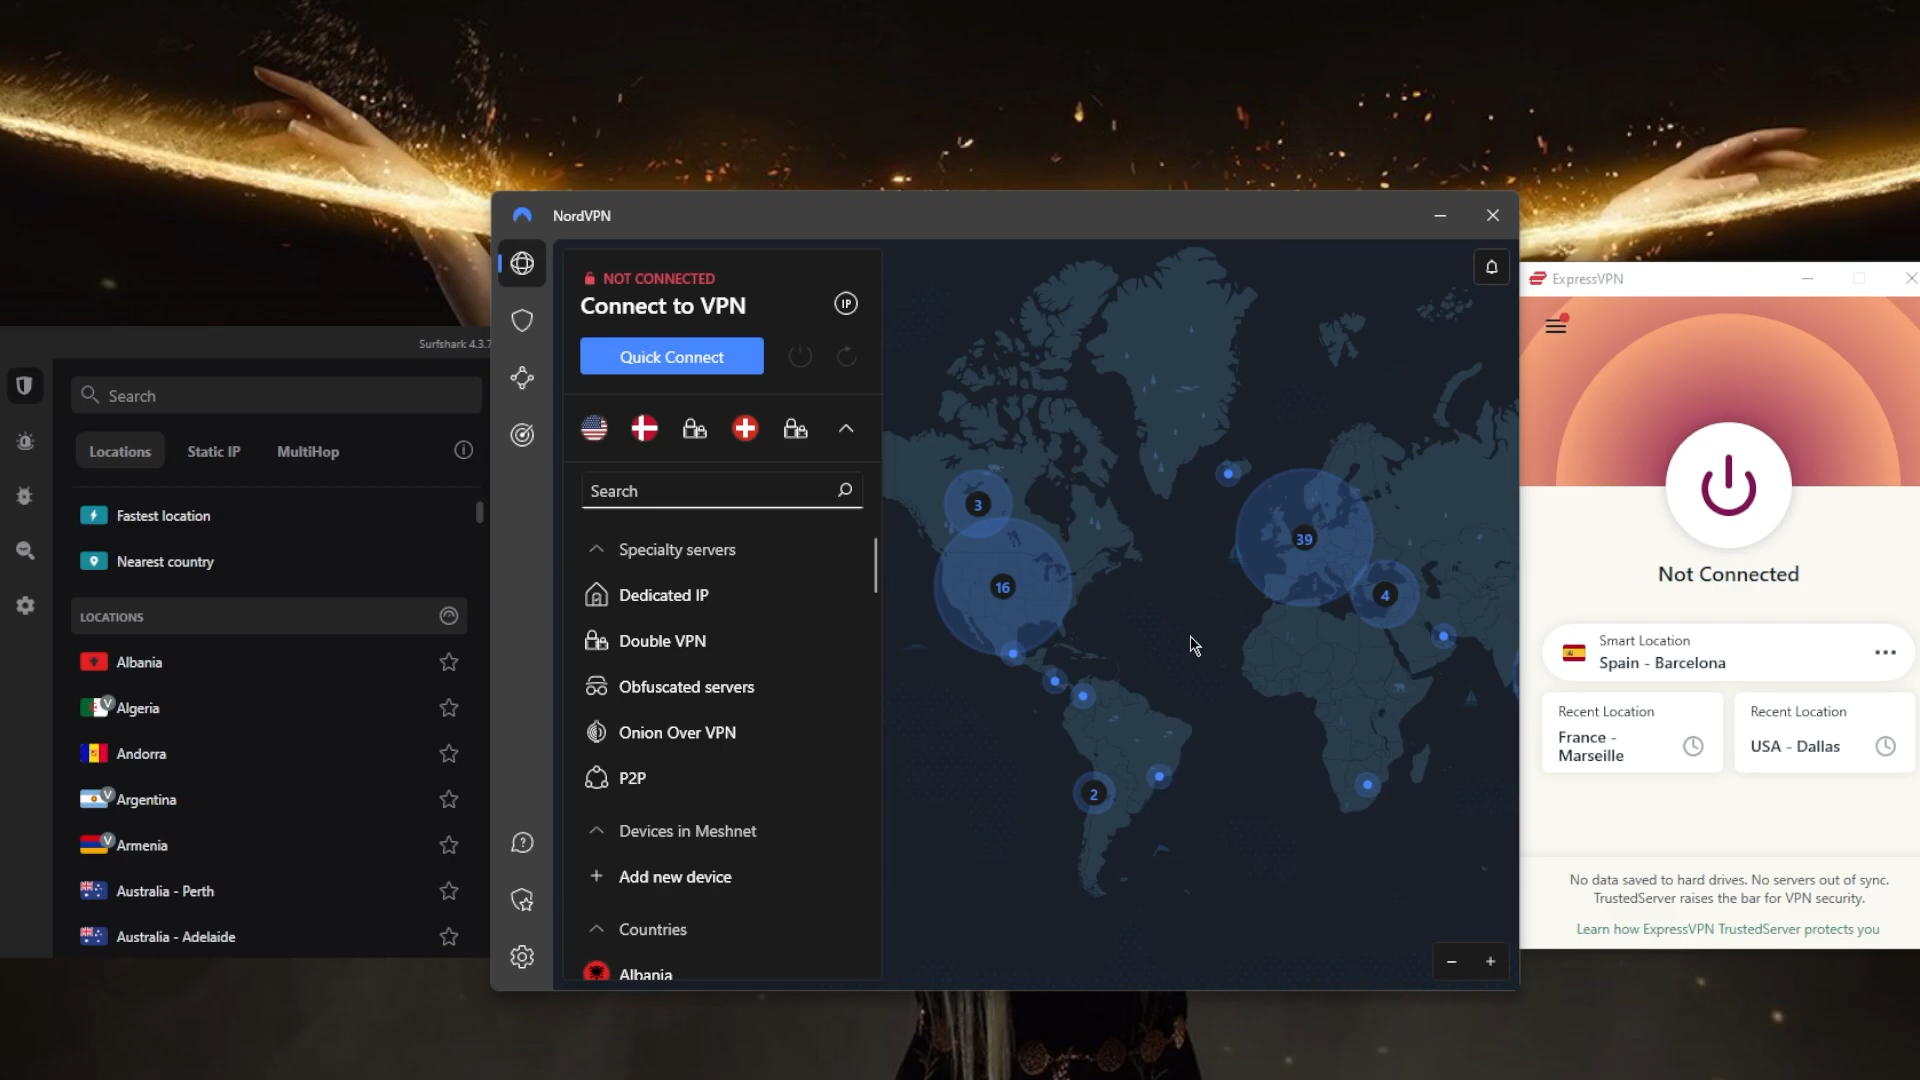 Surfshark 4.3.7
Search
Locations
Static IP
MultiHop
Fastest location
Nearest country
LOCATIONS
Albania
V
Algeria
Andorra
V
Argentina
V
Armenia
Australia - Perth
Australia - Adelaide
NordVPN
NOT CONNECTED
Connect to VPN
IP
Quick Connect
Search
Specialty servers
Dedicated IP
Double VPN
Obfuscated servers
Onion Over VPN
P2P
Devices in Meshnet
+ Add new device
Countries
Albania
3
16
39
4
2
− +
ExpressVPN
Not Connected
Smart Location
Spain - Barcelona
Recent Location
France -
Marseille
Recent Location
USA - Dallas
No data saved to hard drives. No servers out of sync.
TrustedServer raises the bar for VPN security.
Learn how ExpressVPN TrustedServer protects you